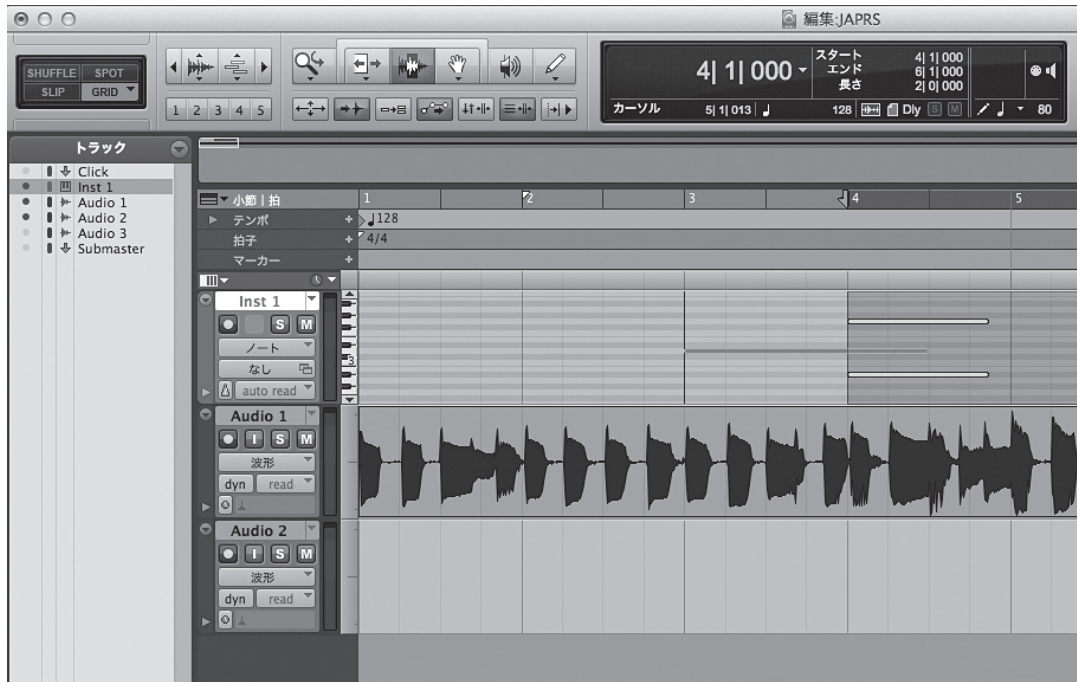 編集:JAPRS
SHUFFLE SPOT
SLIP GRID
1 2 3 4 5
4| 1| 000
スタート 4| 1| 000
エンド 6| 1| 000
長さ 2| 0| 000
カーソル 5| 1| 013
128
Dly S M
80
トラック
Click
Inst 1
Audio 1
Audio 2
Audio 3
Submaster
小節|拍
1 2 3 4 5
テンポ
128
拍子
4/4
マーカー
Inst 1
S M
ノート
なし
auto read
3
Audio 1
I S M
波形
dyn read
Audio 2
I S M
波形
dyn read